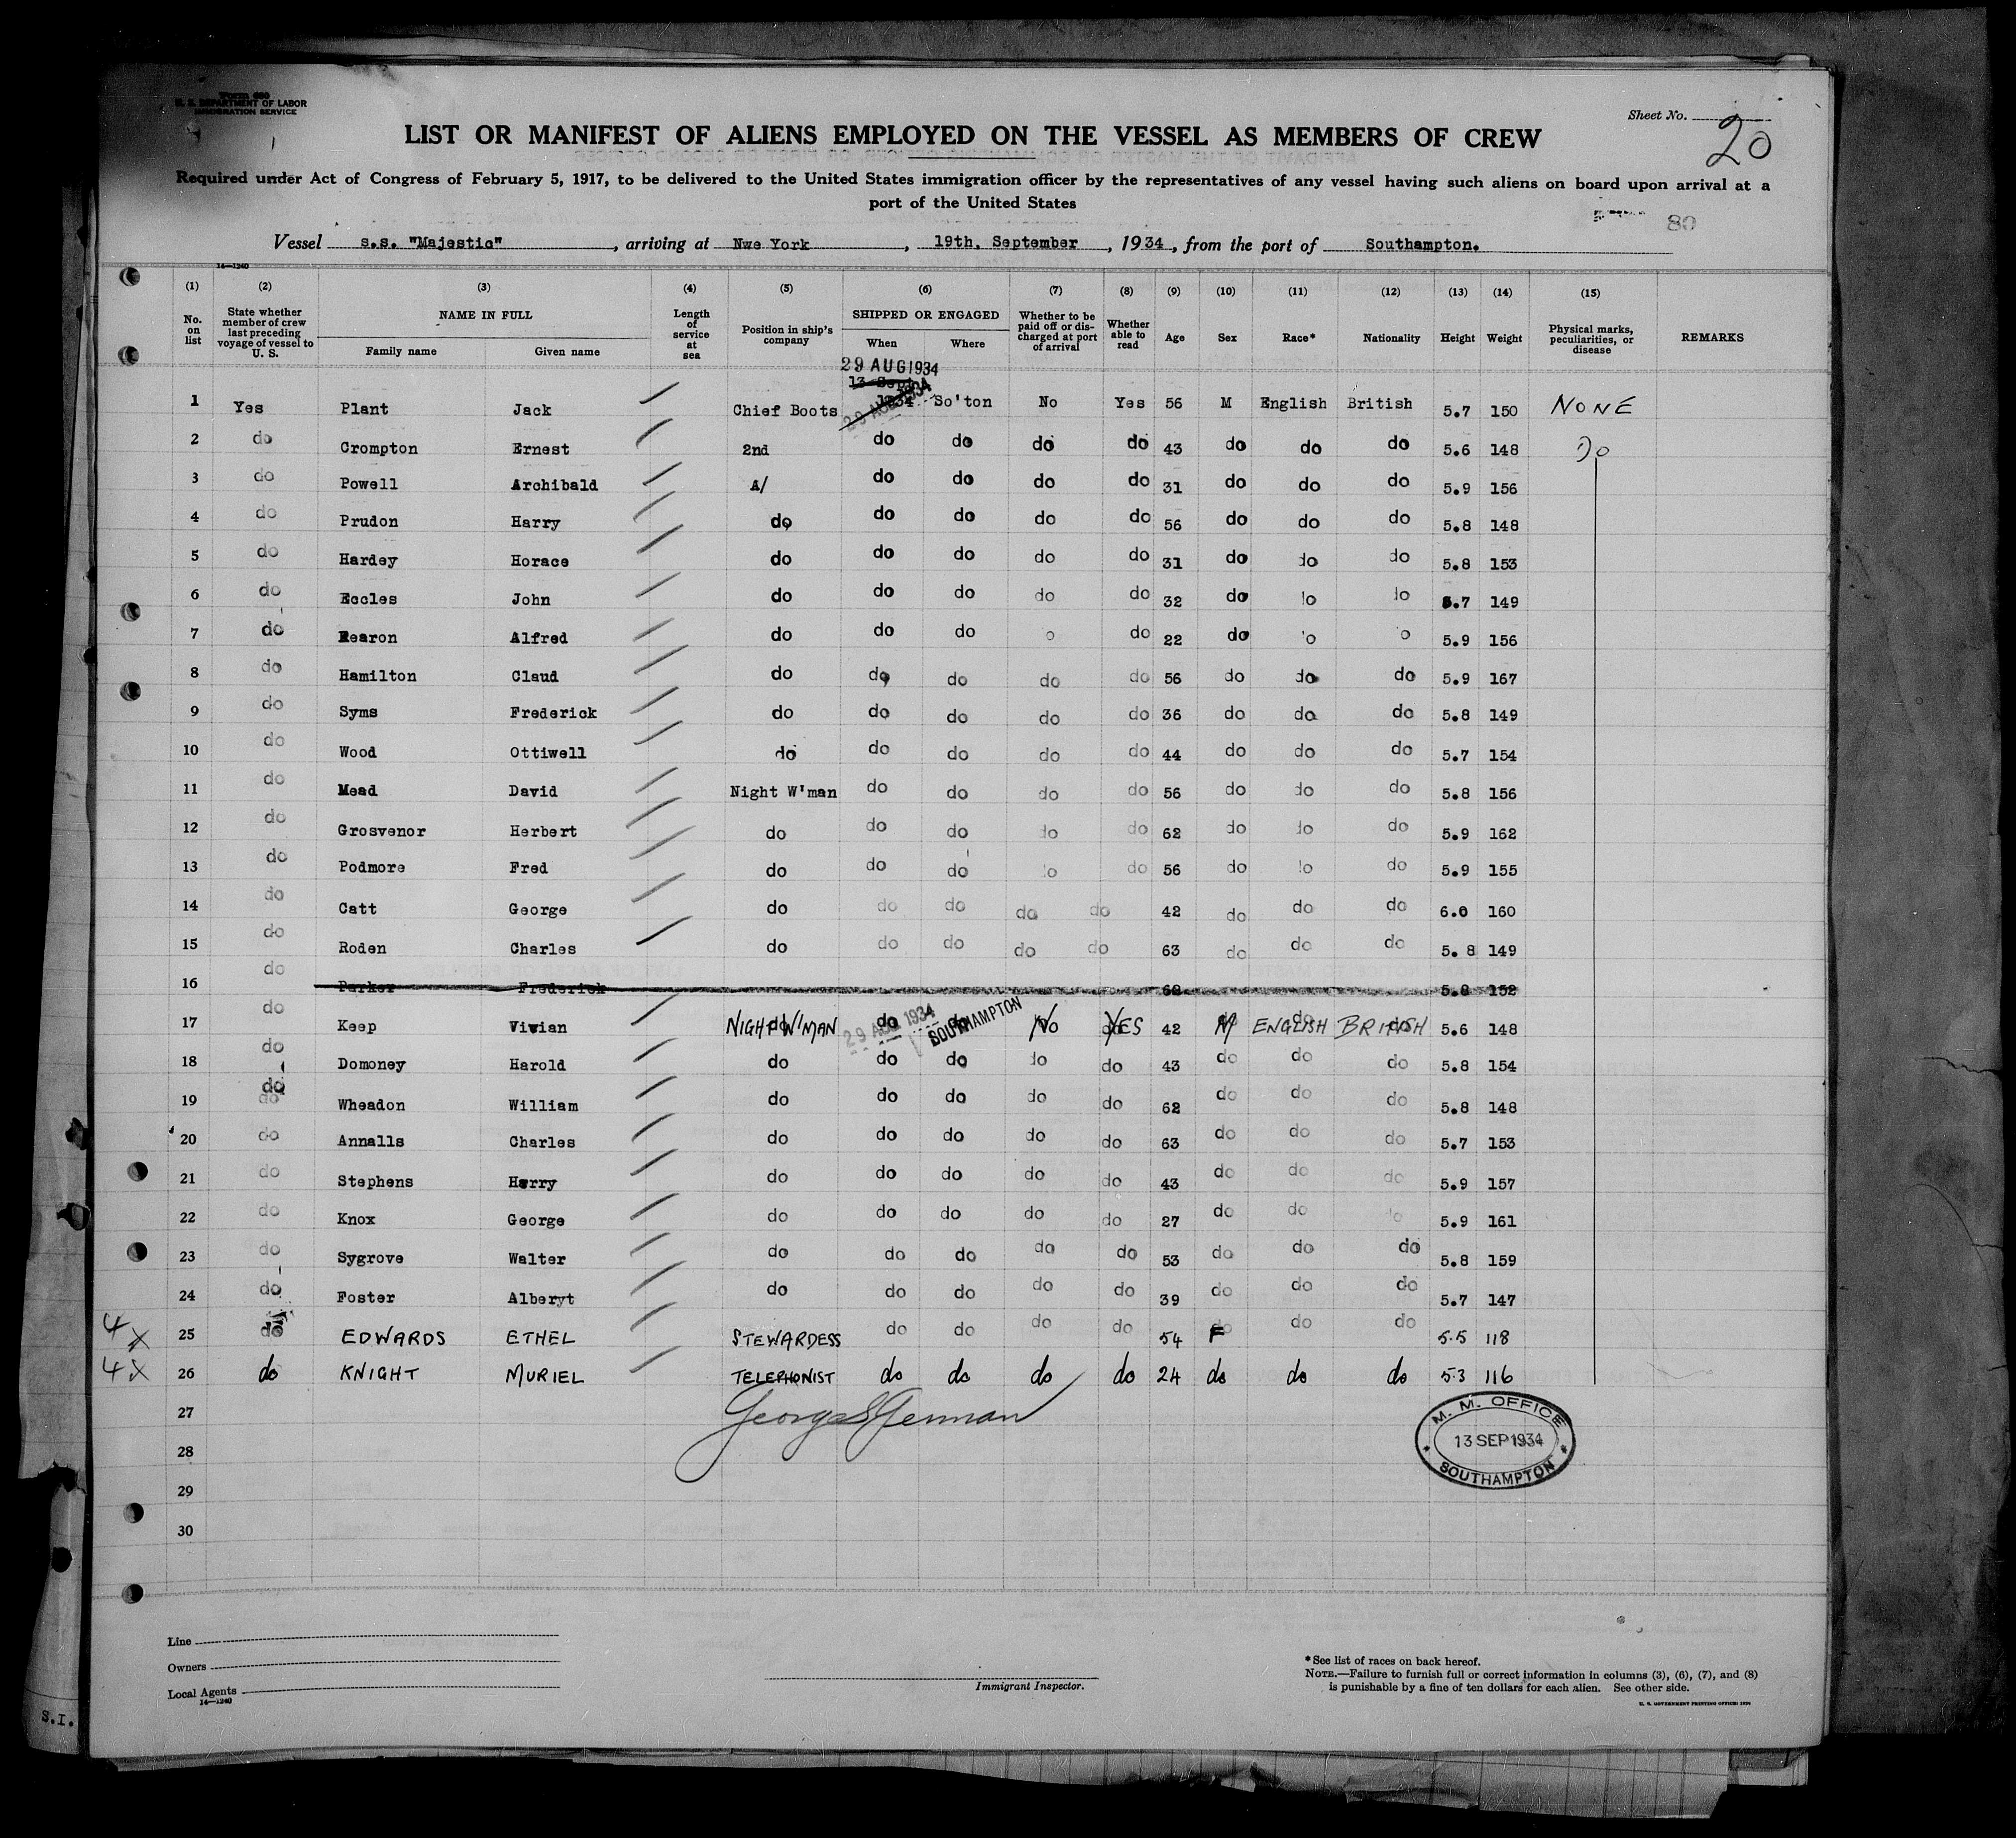 Form 680
U. S. DEPARTMENT OF LABOR
IMMIGRATION SERVICE
Sheet No. 20
LIST OR MANIFEST OF ALIENS EMPLOYED ON THE VESSEL AS MEMBERS OF CREW
Required under Act of Congress of February 5, 1917, to be delivered to the United States immigration officer by the representatives of any vessel having such aliens on board upon arrival at a
port of the United States
80
Vessel s.s. "Majestic", arriving at Nwe York, 19th. September, 1934, from the port of Southampton.
14—1240
(1) (2) (3) (4) (5) (6) (7) (8) (9) (10) (11) (12) (13) (14) (15)
No. on list State whether member of crew last preceding voyage of vessel to U. S. NAME IN FULL Family name Given name Length of service at sea Position in ship's company SHIPPED OR ENGAGED When Where Whether to be paid off or discharged at port of arrival Whether able to read Age Sex Race* Nationality Height Weight Physical marks, peculiarities, or disease REMARKS
29 AUG 1934
13 Sept
1 Yes Plant Jack Chief Boots 1934 29 AUG 1934 So'ton No Yes 56 M English British 5.7 150 NONE
2 do Crompton Ernest 2nd do do do do 43 do do do 5.6 148 Do
3 do Powell Archibald A/ do do do do 31 do do do 5.9 156
4 do Prudon Harry do do do do do 56 do do do 5.8 148
5 do Hardey Horace do do do do do 31 do do do 5.8 153
6 do Eccles John do do do do do 32 do do do 5.7 149
7 do Rearon Alfred do do do do do 22 do do do 5.9 156
8 do Hamilton Claud do do do do do 56 do do do 5.9 167
9 do Syms Frederick do do do do do 36 do do do 5.8 149
10 do Wood Ottiwell do do do do do 44 do do do 5.7 154
11 do Mead David Night W'man do do do do 56 do do do 5.8 156
12 do Grosvenor Herbert do do do do do 62 do do do 5.9 162
13 do Podmore Fred do do do do do 56 do do do 5.9 155
14 do Catt George do do do do do 42 do do do 6.0 160
15 do Roden Charles do do do do do 63 do do do 5.8 149
16 do Parker Frederick 62 5.8 152
17 do Keep Vivian NIGHT W'MAN do 29 AUG 1934 do SOUTHAMPTON No YES 42 M ENGLISH BRITISH 5.6 148
18 do Domoney Harold do do do do do 43 do do do 5.8 154
19 do do Wheadon William do do do do do 62 do do do 5.8 148
20 do Annalls Charles do do do do do 63 do do do 5.7 153
21 do Stephens Harry do do do do do 43 do do do 5.9 157
22 do Knox George do do do do do 27 do do do 5.9 161
23 do Sygrove Walter do do do do do 53 do do do 5.8 159
24 do Foster Alberyt do do do do do 39 do do do 5.7 147
4 x 25 do EDWARDS ETHEL STEWARDESS do do do do 54 F do do 5.5 118
4 x 26 do KNIGHT MURIEL TELEPHONIST do do do do 24 do do do 5.3 116
27
28
29
30
M. M. OFFICE
13 SEP 1934
SOUTHAMPTON
Line
Owners
Local Agents
14—1240
Immigrant Inspector.
*See list of races on back hereof.
NOTE.—Failure to furnish full or correct information in columns (3), (6), (7), and (8)
is punishable by a fine of ten dollars for each alien. See other side.
S.I.